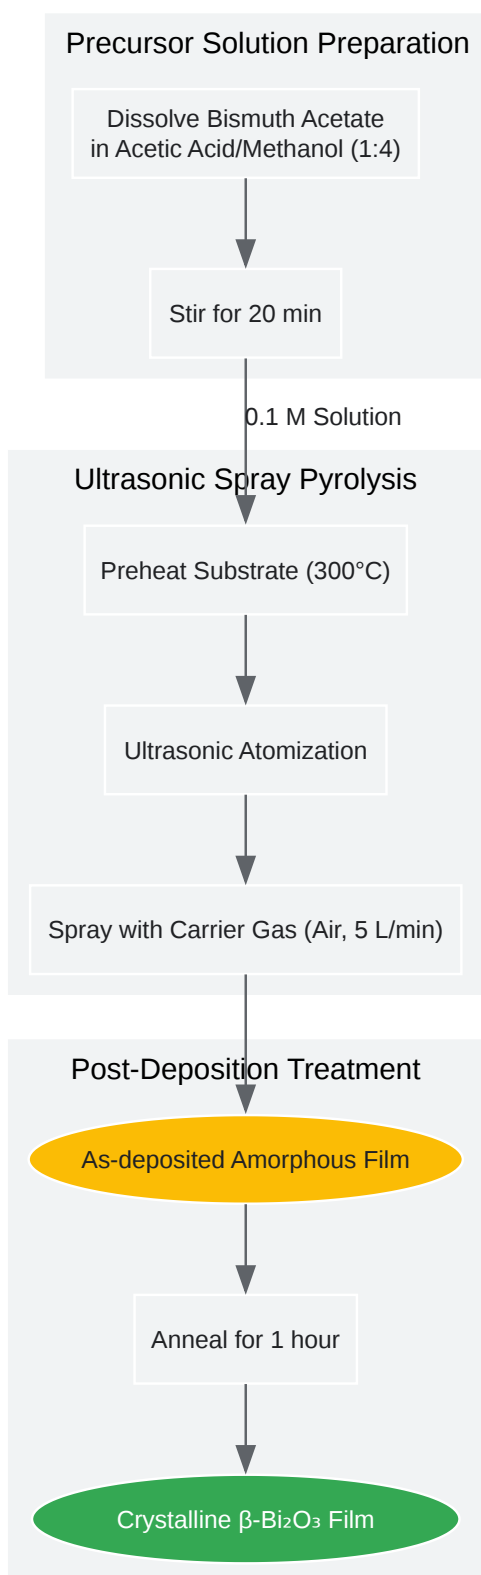 Precursor Solution Preparation
Dissolve Bismuth Acetate
in Acetic Acid/Methanol (1:4)
Stir for 20 min
0.1 M Solution
Ultrasonic Spray Pyrolysis
Preheat Substrate (300°C)
Ultrasonic Atomization
Spray with Carrier Gas (Air, 5 L/min)
Post-Deposition Treatment
As-deposited Amorphous Film
Anneal for 1 hour
Crystalline β-Bi₂O₃ Film